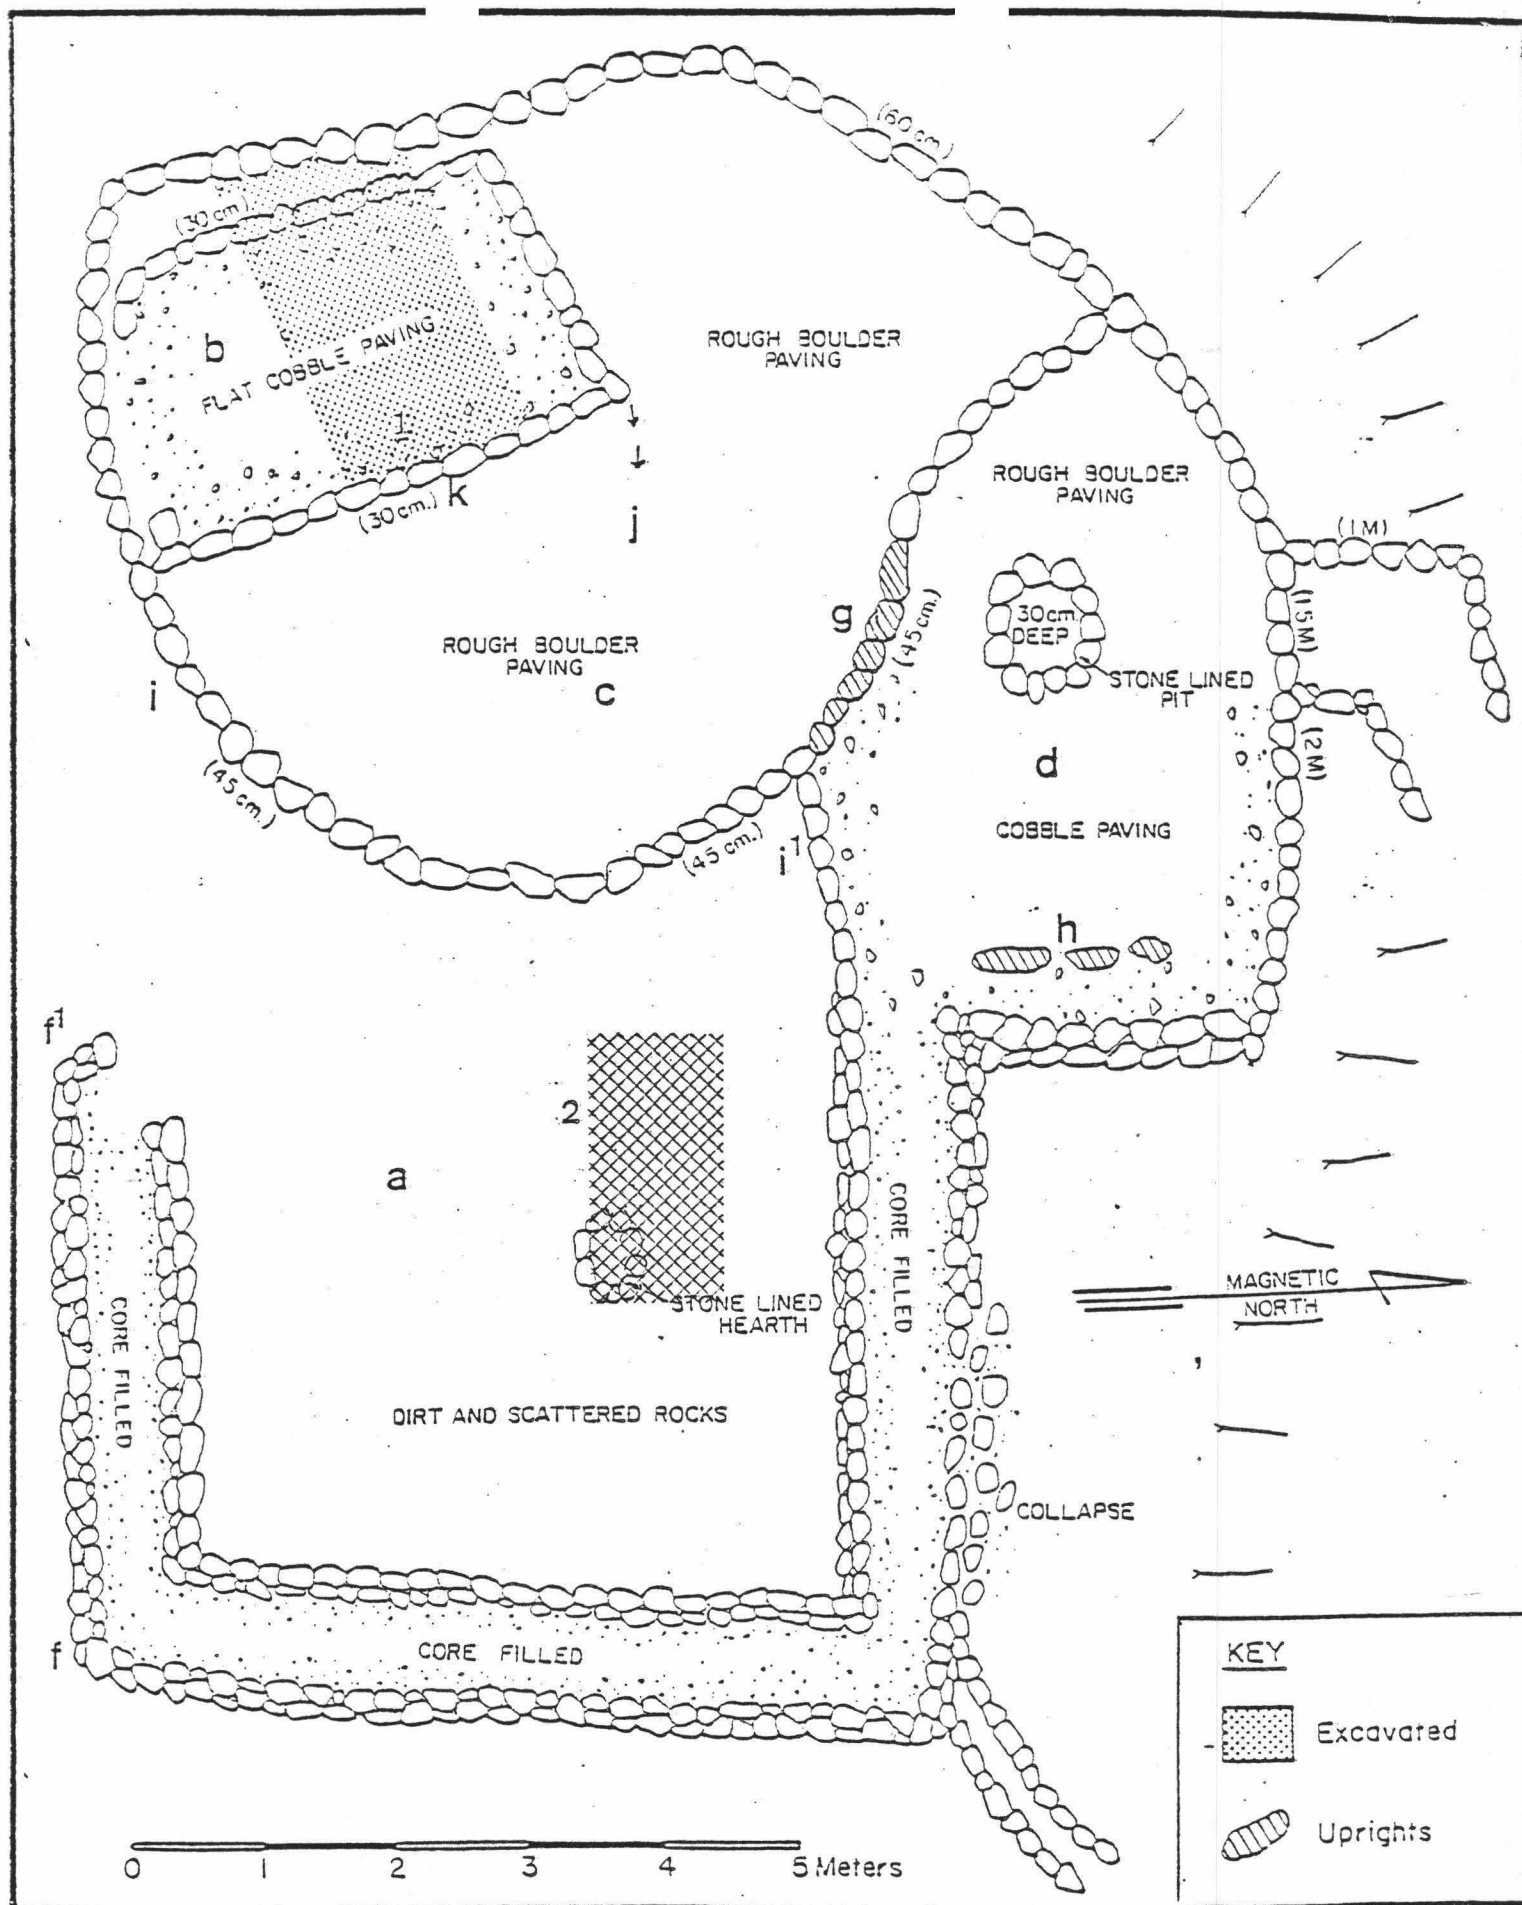 (60 cm)
(30 cm)
b
FLAT COBBLE PAVING
1
k
(30 cm.)
ROUGH BOULDER
PAVING
j
ROUGH BOULDER
PAVING
(1M)
30cm.
DEEP
(1.5M)
g
(45 cm.)
STONE LINED
PIT
ROUGH BOULDER
PAVING
c
i
(2M)
d
(45 cm.)
(45 cm.)
i1
COBBLE PAVING
h
f1
2
a
CORE FILLED
STONE LINED
HEARTH
MAGNETIC
NORTH
CORE FILLED
DIRT AND SCATTERED ROCKS
COLLAPSE
f
CORE FILLED
KEY
Excavated
Uprights
0 1 2 3 4 5 Meters